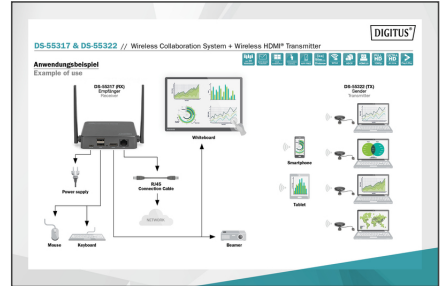 DIGITUS®
DS-55317 & DS-55322 // Wireless Collaboration System + Wireless HDMI® Transmitter
Anwendungsbeispiel
Example of use
DS-55317 (RX)
Empfänger
Receiver
DS-55322 (TX)
Sender
Transmitter
Whiteboard
Smartphone
Power supply
RJ45
Connection Cable
Tablet
NETWORK
Mouse
Keyboard
Beamer